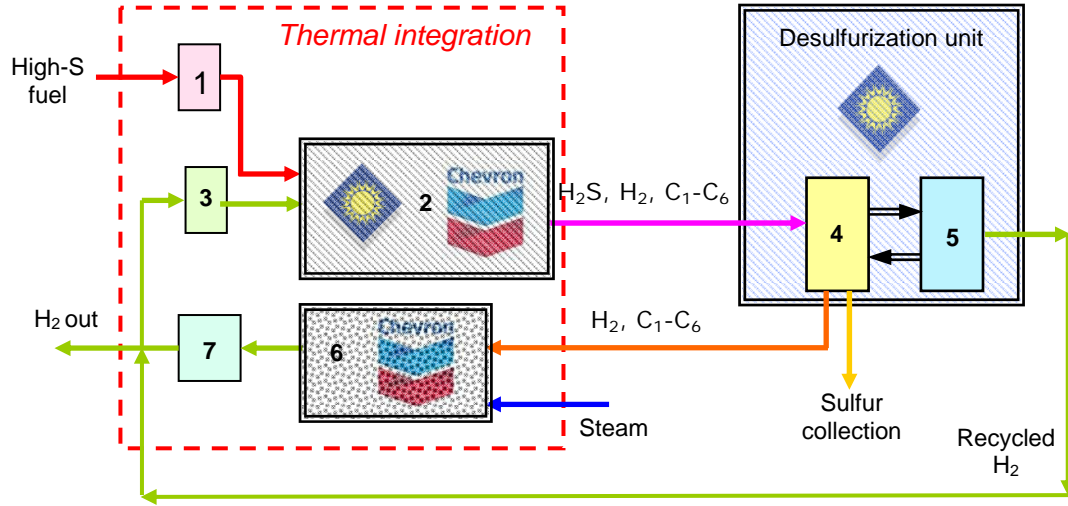 Thermal integration
Desulfurization unit
High-S
fuel
1
Chevron
3
2
H2S, H2, C1-C6
4
5
H2 out
7
6
Chevron
H2, C1-C6
Steam
Sulfur
collection
Recycled
H2